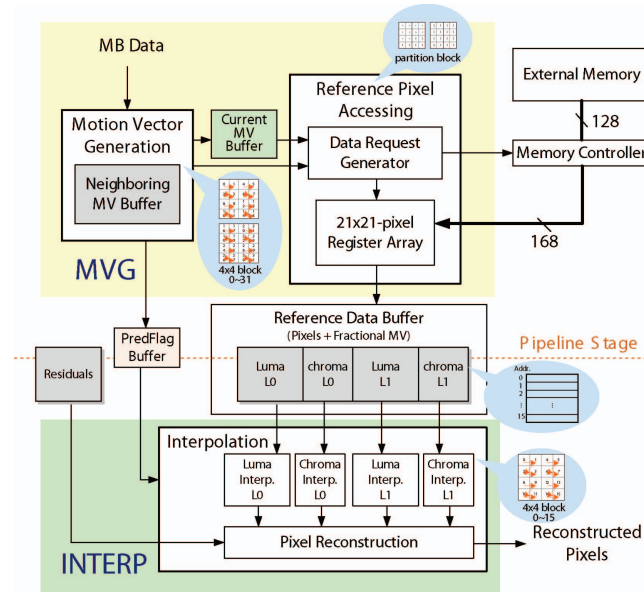 MB Data
partition block
Reference Pixel
Accessing
External Memory
Motion Vector
Generation
Current
MV
Buffer
Data Request
Generator
128
Memory Controller
Neighboring
MV Buffer
4x4 block
0~31
21x21-pixel
Register Array
168
MVG
Reference Data Buffer
(Pixels + Fractional MV)
PredFlag
Buffer
Pipeline Stage
Residuals
Luma
L0
chroma
L0
Luma
L1
chroma
L1
Addr.
0
1
2
⋮
⋮
15
Interpolation
Luma
Interp.
L0
Chroma
Interp.
L0
Luma
Interp.
L1
Chroma
Interp.
L1
4x4 block
0~15
Pixel Reconstruction
Reconstructed
Pixels
INTERP